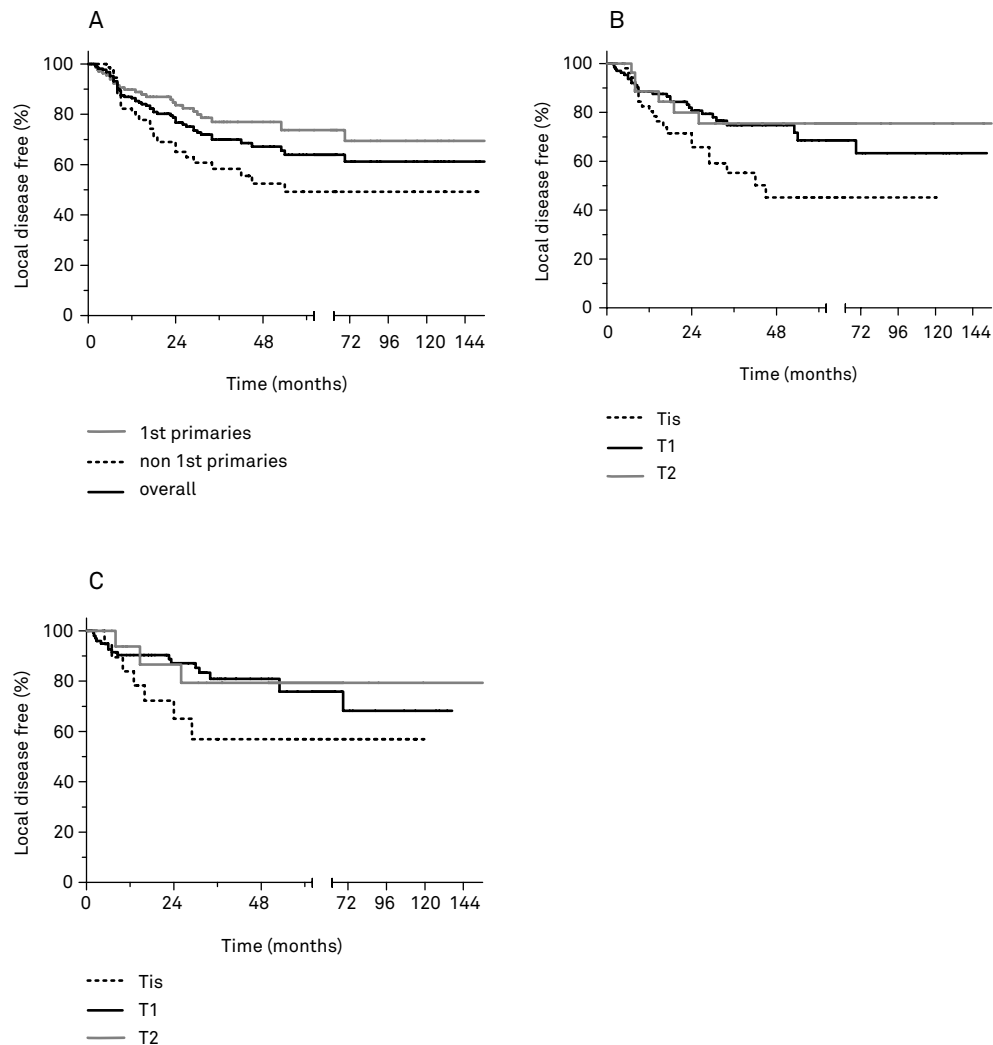 A
100
80
60
40
20
0
Local disease free (%)
0 24 48 72 96 120 144
Time (months)
1st primaries
non 1st primaries
overall
B
100
80
60
40
20
0
Local disease free (%)
0 24 48 72 96 120 144
Time (months)
Tis
T1
T2
C
100
80
60
40
20
0
Local disease free (%)
0 24 48 72 96 120 144
Time (months)
Tis
T1
T2